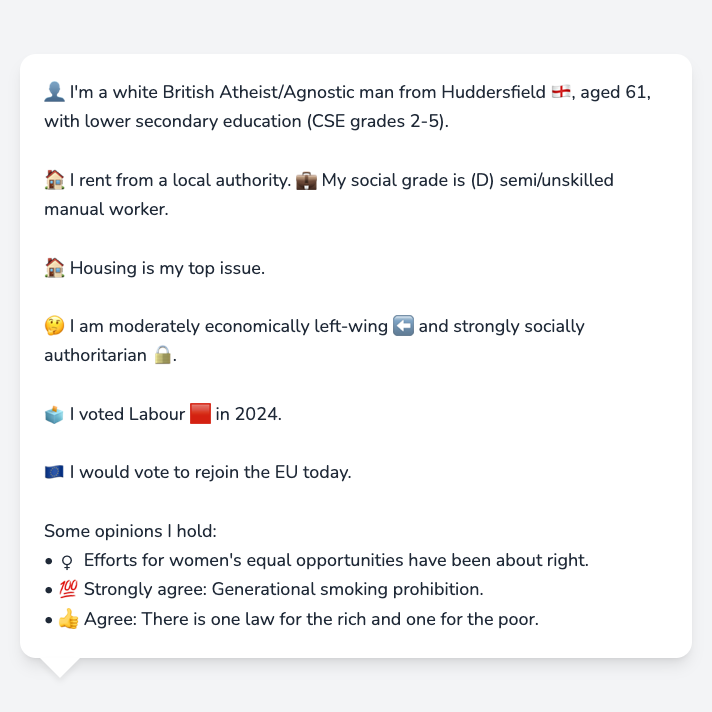 👤 I'm a white British Atheist/Agnostic man from Huddersfield 🏴󠁧󠁢󠁥󠁮󠁧󠁿, aged 61,
with lower secondary education (CSE grades 2-5).
🏠 I rent from a local authority. 💼 My social grade is (D) semi/unskilled
manual worker.
🏠 Housing is my top issue.
🤔 I am moderately economically left-wing ⬅️ and strongly socially
authoritarian 🔒.
🗳️ I voted Labour 🟥 in 2024.
🇪🇺 I would vote to rejoin the EU today.
Some opinions I hold:
• ♀ Efforts for women's equal opportunities have been about right.
• 💯 Strongly agree: Generational smoking prohibition.
• 👍 Agree: There is one law for the rich and one for the poor.